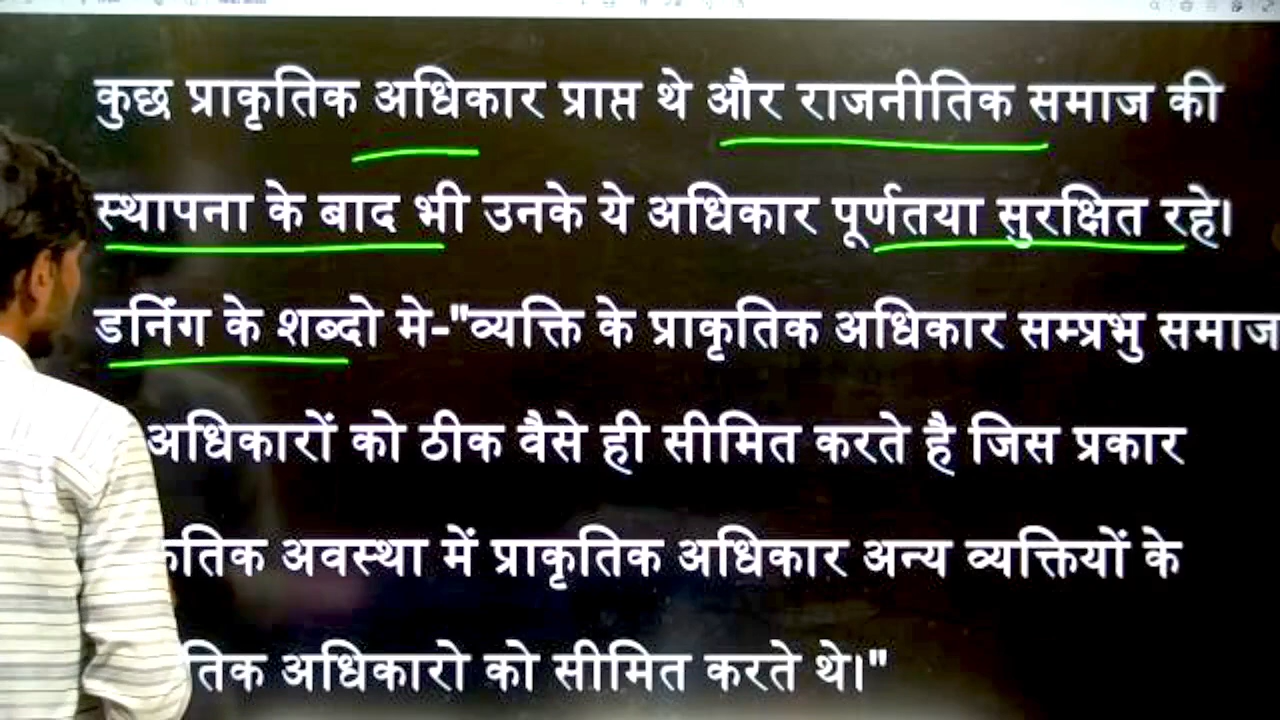 कुछ प्राकृतिक अधिकार प्राप्त थे और राजनीतिक समाज की
स्थापना के बाद भी उनके ये अधिकार पूर्णतया सुरक्षित रहे।
डनिंग के शब्दो मे-"व्यक्ति के प्राकृतिक अधिकार सम्प्रभु समाज
अधिकारों को ठीक वैसे ही सीमित करते है जिस प्रकार
अवस्था में प्राकृतिक अधिकार अन्य व्यक्तियों के
अधिकारो को सीमित करते थे।"